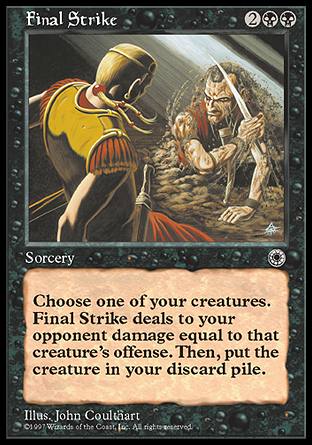 Final Strike 2
Sorcery
Choose one of your creatures.
Final Strike deals to your
opponent damage equal to that
creature's offense. Then, put the
creature in your discard pile.
Illus. John Coulthart
©1997 Wizards of the Coast, Inc. All rights reserved.